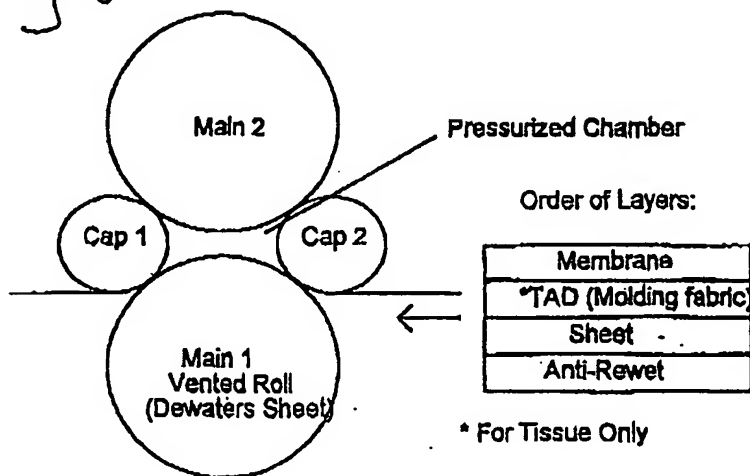 Main 2
Pressurized Chamber
Order of Layers:
Cap 1
Cap 2
Membrane
*TAD (Molding fabric)
Sheet
Anti-Rewet
Main 1
Vented Roll
(Dewaters Sheet)
* For Tissue Only